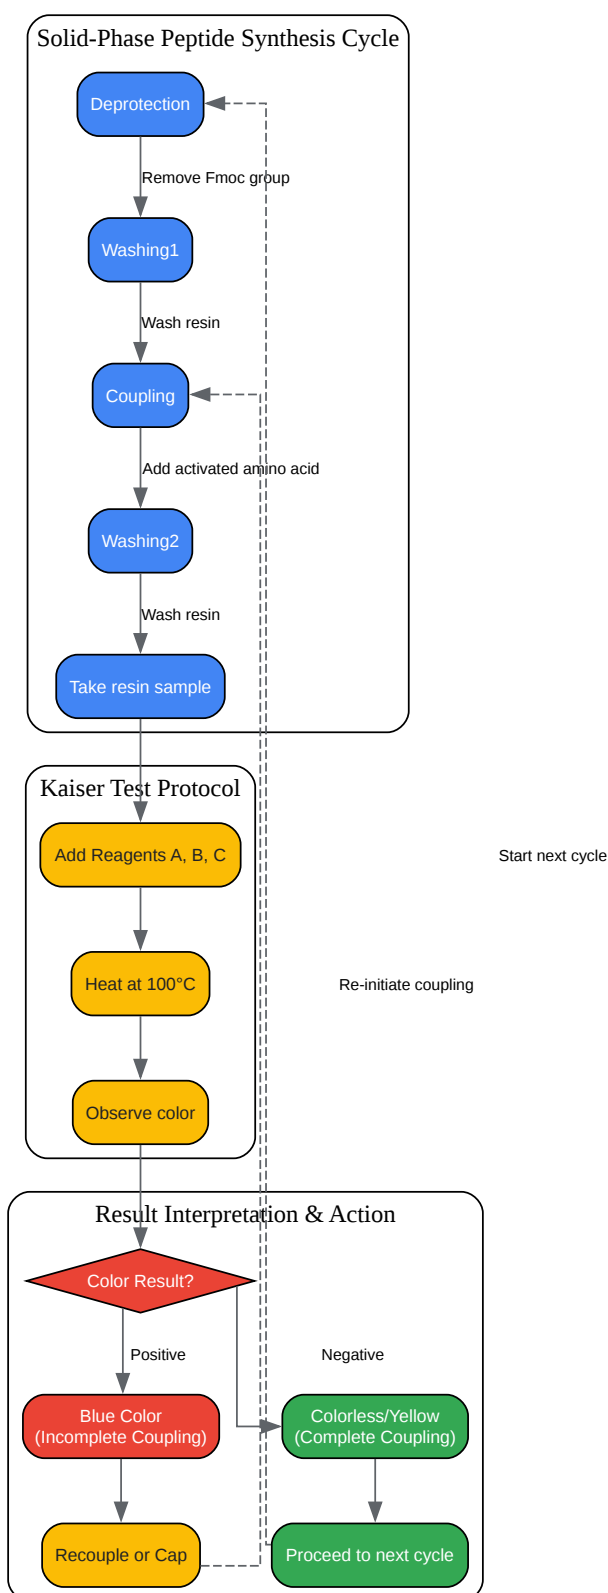 Solid-Phase Peptide Synthesis Cycle
Deprotection
Remove Fmoc group
Washing1
Wash resin
Coupling
Add activated amino acid
Washing2
Wash resin
Take resin sample
Kaiser Test Protocol
Add Reagents A, B, C
Start next cycle
Heat at 100°C
Re-initiate coupling
Observe color
Result Interpretation & Action
Color Result?
Positive
Negative
Blue Color
(Incomplete Coupling)
Colorless/Yellow
(Complete Coupling)
Recouple or Cap
Proceed to next cycle